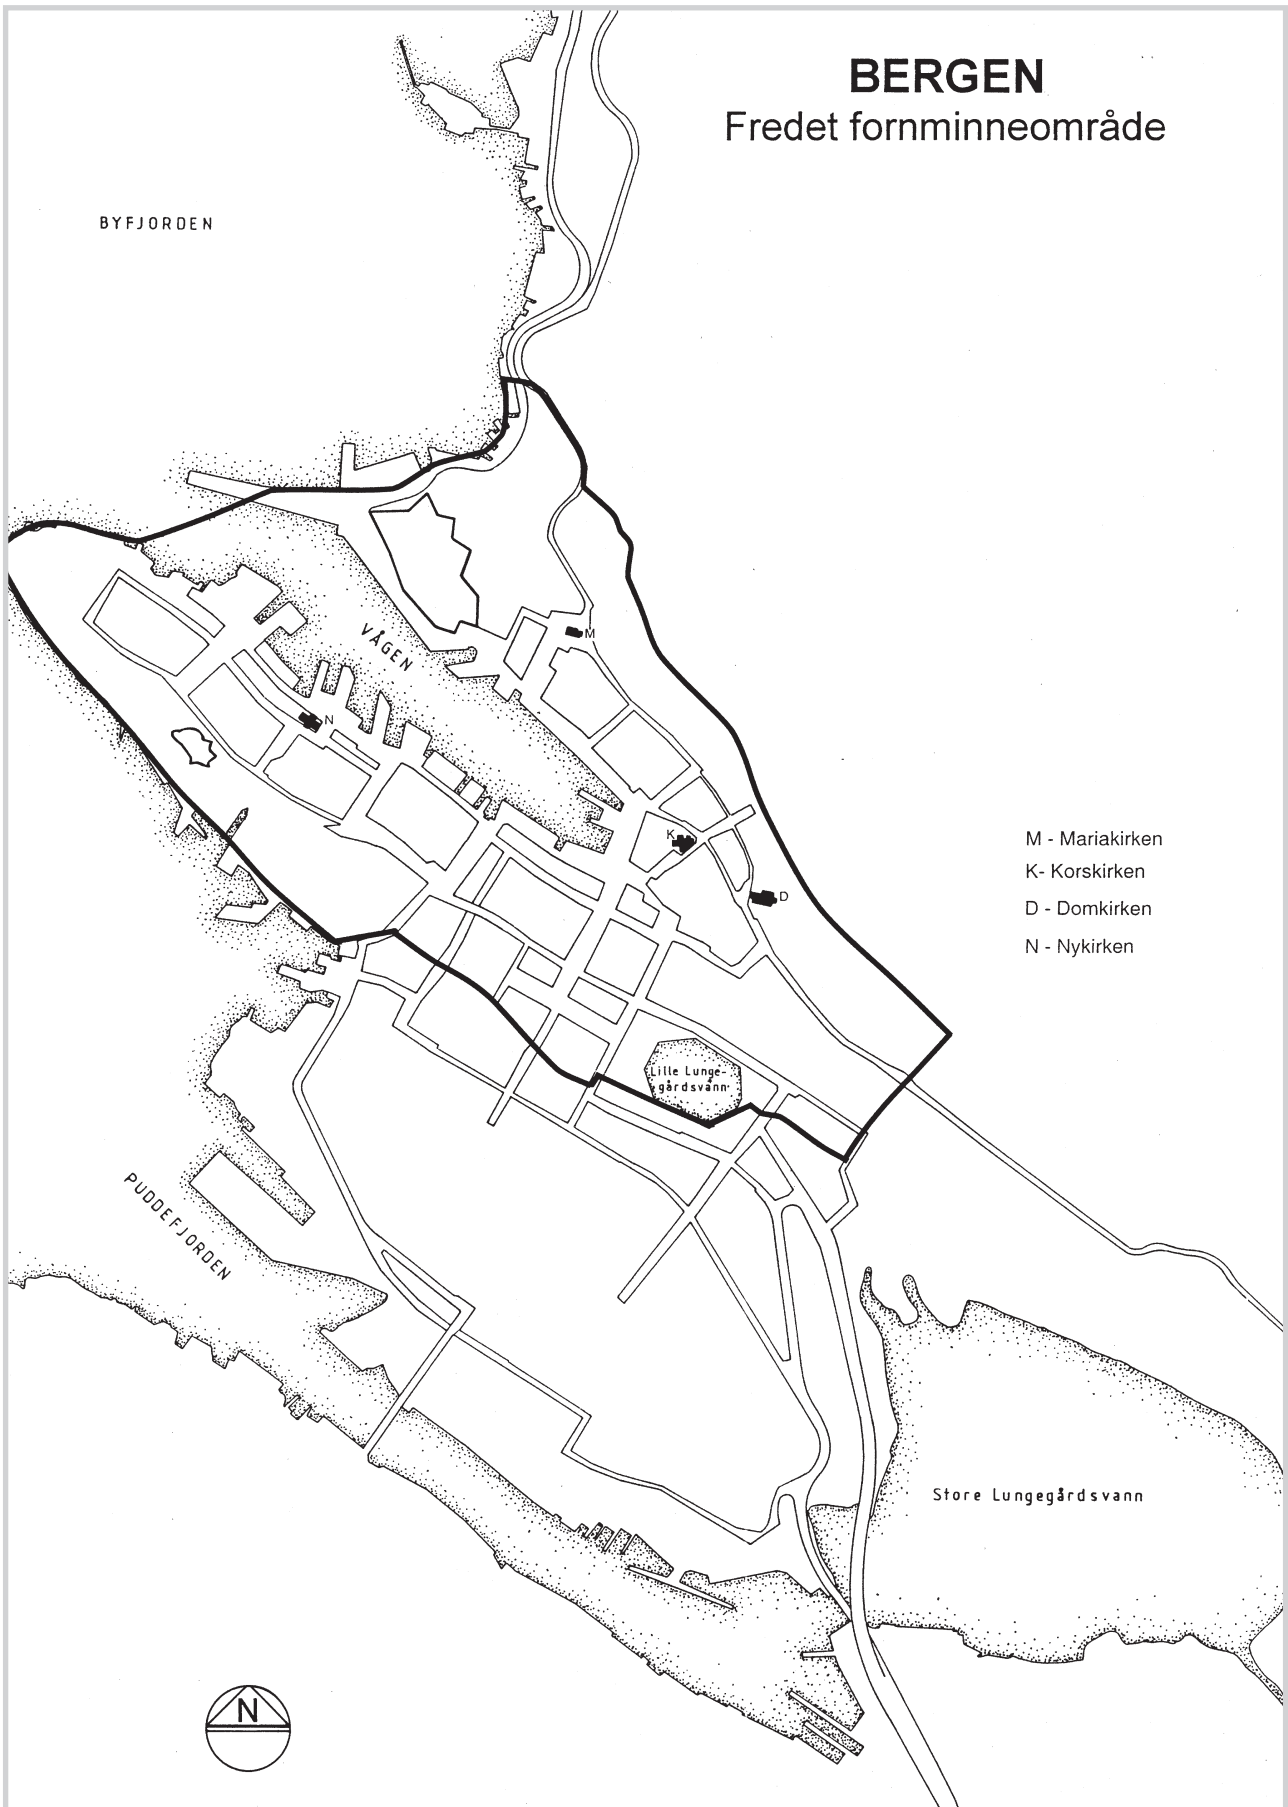 BERGEN
Fredet fornminneområde
BYFJORDEN
VÅGEN
M
N
K
D
M - Mariakirken
K- Korskirken
D - Domkirken
N - Nykirken
Lille Lunge-
gårdsvann
PUDDEFJORDEN
Store Lungegårdsvann
N